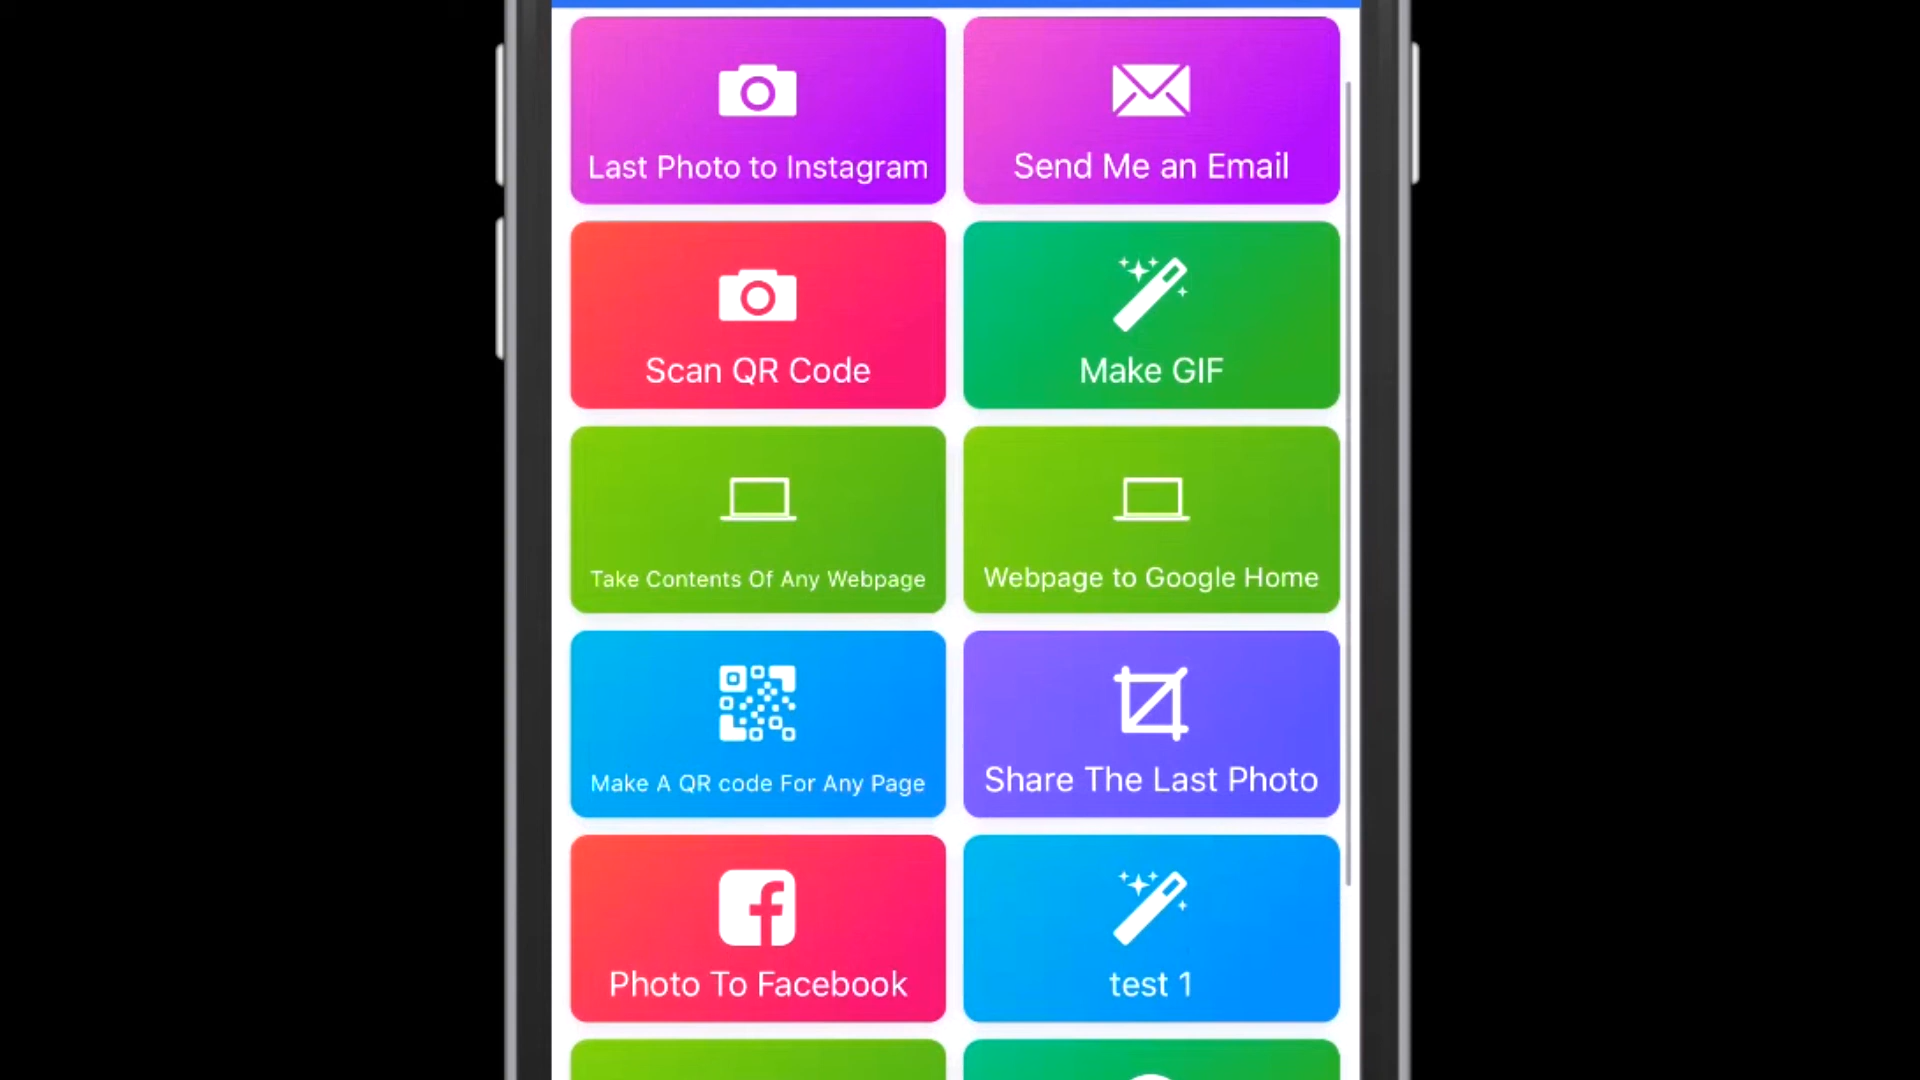 Last Photo to Instagram
Send Me an Email
Scan QR Code
Make GIF
Take Contents Of Any Webpage
Webpage to Google Home
Make A QR code For Any Page
Share The Last Photo
Photo To Facebook
test 1